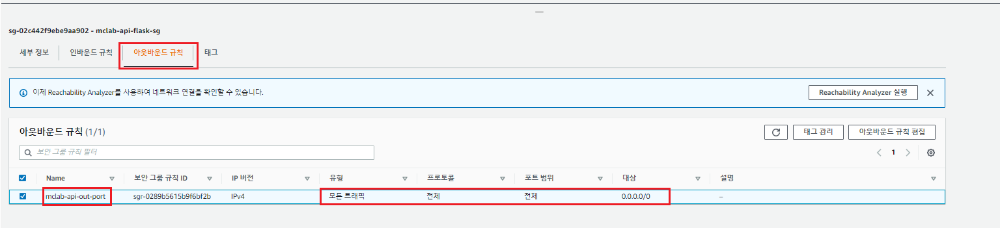 sg-02c442f9ebe9aa902 - mclab-api-flask-sg
세부 정보 인바운드 규칙 아웃바운드 규칙 태그
이제 Reachability Analyzer를 사용하여 네트워크 연결을 확인할 수 있습니다. Reachability Analyzer 실행
아웃바운드 규칙 (1/1) 태그 관리 아웃바운드 규칙 편집
보안 그룹 규칙 필터 1
Name 보안 그룹 규칙 ID IP 버전 유형 프로토콜 포트 범위 대상 설명
mclab-api-out-port sgr-0289b5615b9f6bf2b IPv4 모든 트래픽 전체 전체 0.0.0.0/0 –